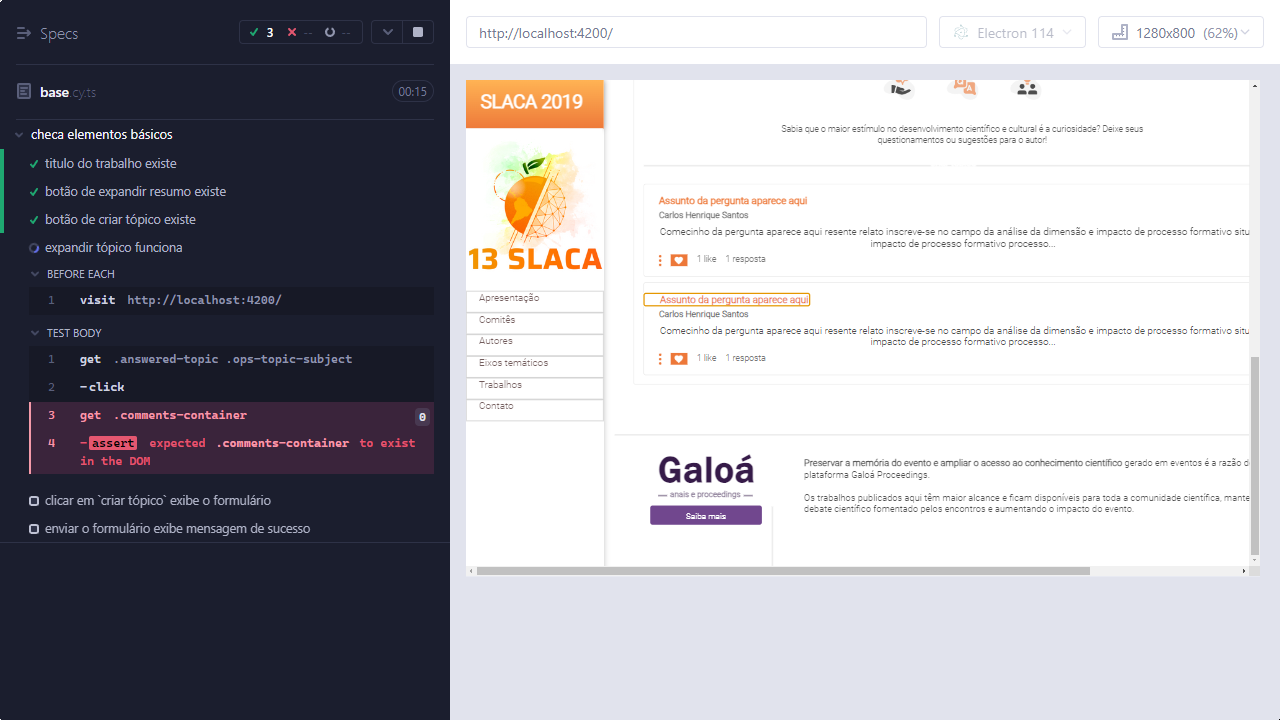 Specs
3 -- --
base.cy.ts
00:15
checa elementos básicos
titulo do trabalho existe
botão de expandir resumo existe
botão de criar tópico existe
expandir tópico funciona
BEFORE EACH
1 visit http://localhost:4200/
TEST BODY
1 get .answered-topic .ops-topic-subject
2 -click
3 get .comments-container 0
4 -assert expected .comments-container to exist
in the DOM
clicar em `criar tópico` exibe o formulário
enviar o formulário exibe mensagem de sucesso
http://localhost:4200/
Electron 114
1280x800 (62%)
SLACA 2019
13 SLACA
Apresentação
Comitês
Autores
Eixos temáticos
Trabalhos
Contato
Sabia que o maior estímulo no desenvolvimento científico e cultural é a curiosidade? Deixe seus
questionamentos ou sugestões para o autor!
Assunto da pergunta aparece aqui
Carlos Henrique Santos
Comecinho da pergunta aparece aqui resente relato inscreve-se no campo da análise da dimensão e impacto de processo formativo situ
impacto de processo formativo processo...
1 like 1 resposta
Assunto da pergunta aparece aqui
Carlos Henrique Santos
Comecinho da pergunta aparece aqui resente relato inscreve-se no campo da análise da dimensão e impacto de processo formativo situ
impacto de processo formativo processo...
1 like 1 resposta
Galoá
anais e proceedings
Saiba mais
Preservar a memória do evento e ampliar o acesso ao conhecimento científico gerado em eventos é a razão d
plataforma Galoá Proceedings.
Os trabalhos publicados aqui têm maior alcance e ficam disponíveis para toda a comunidade científica, mante
debate científico fomentado pelos encontros e aumentando o impacto do evento.